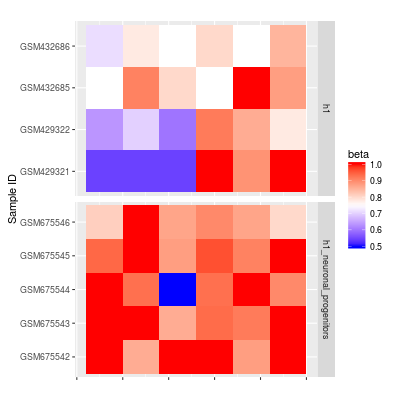 Sample ID
GSM432686
GSM432685
GSM429322
GSM429321
h1
GSM675546
GSM675545
GSM675544
GSM675543
GSM675542
h1_neuronal_progenitors
beta
1.0
0.9
0.8
0.7
0.6
0.5